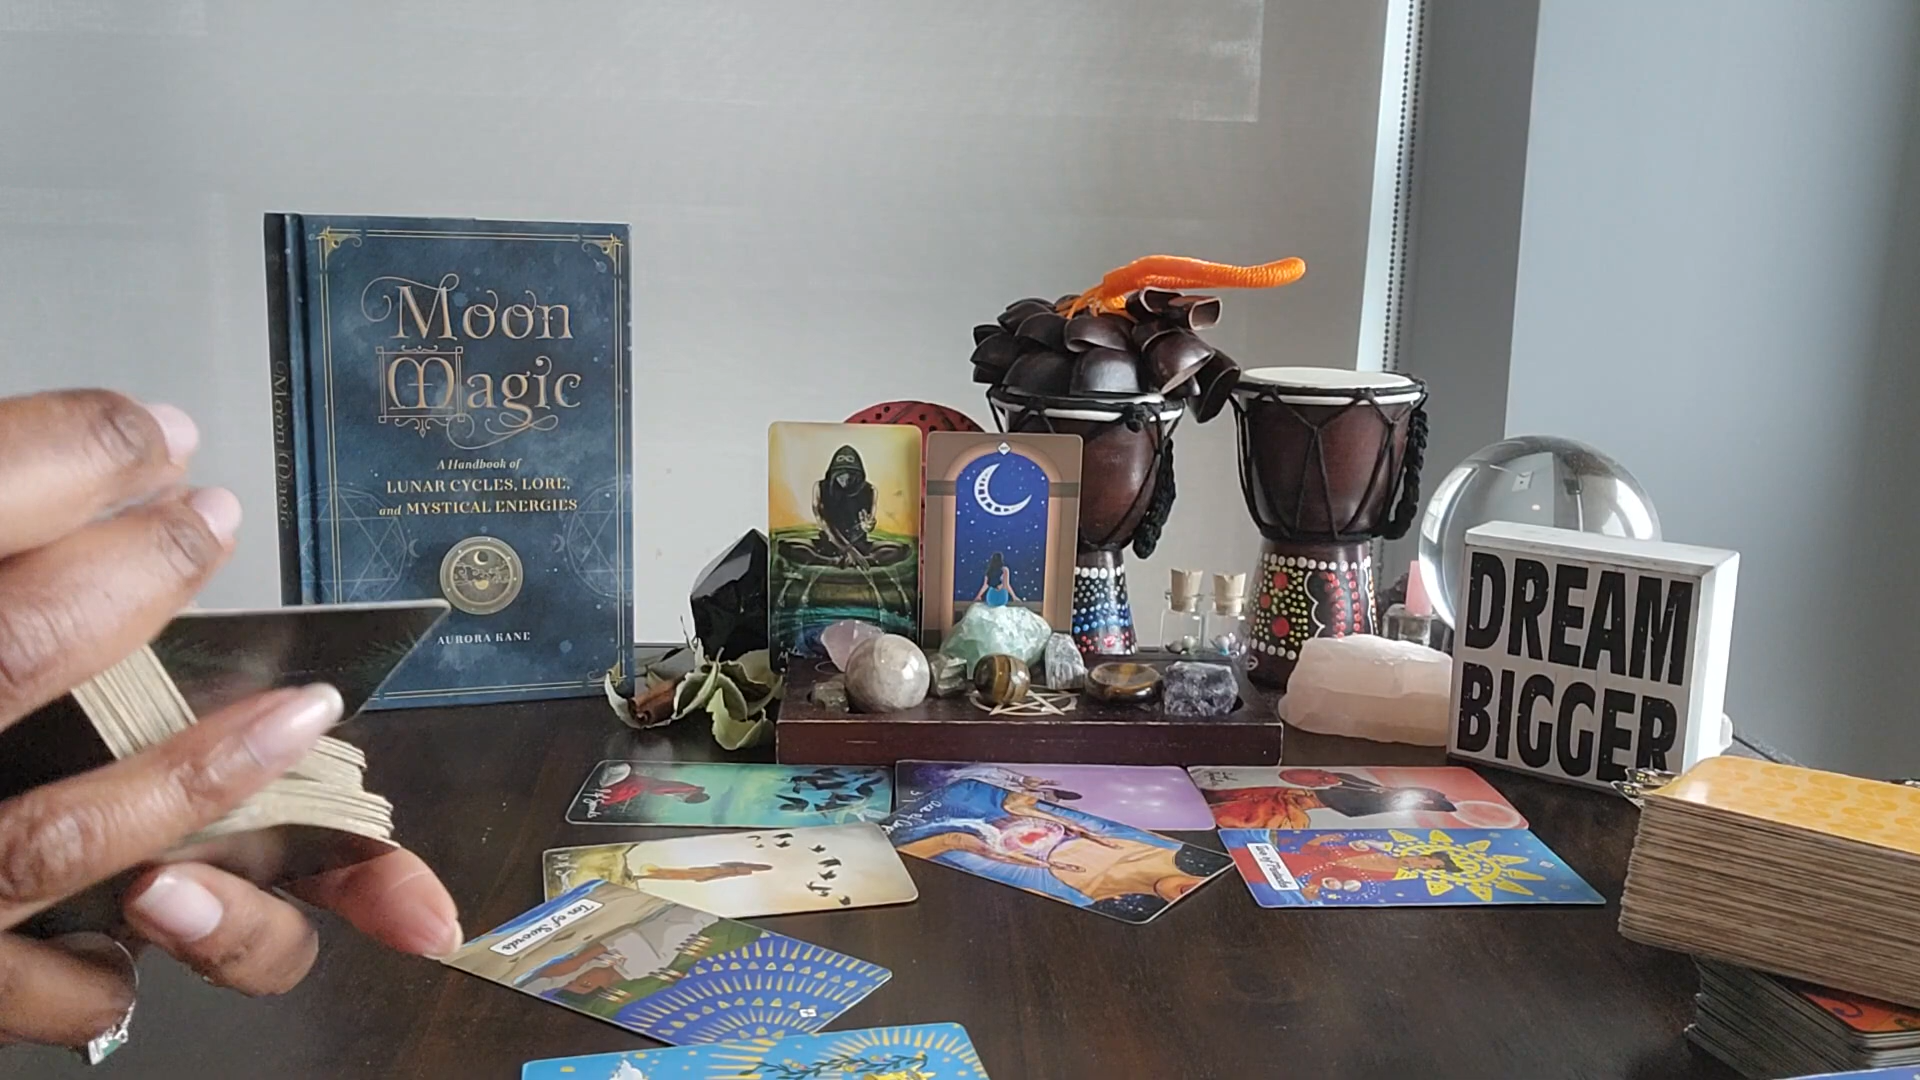 Moon
Magic
A Handbook of
LUNAR CYCLES, LORE,
and MYSTICAL ENERGIES
AURORA KANE
Moon Magic
DREAM
BIGGER
Ten of Swords